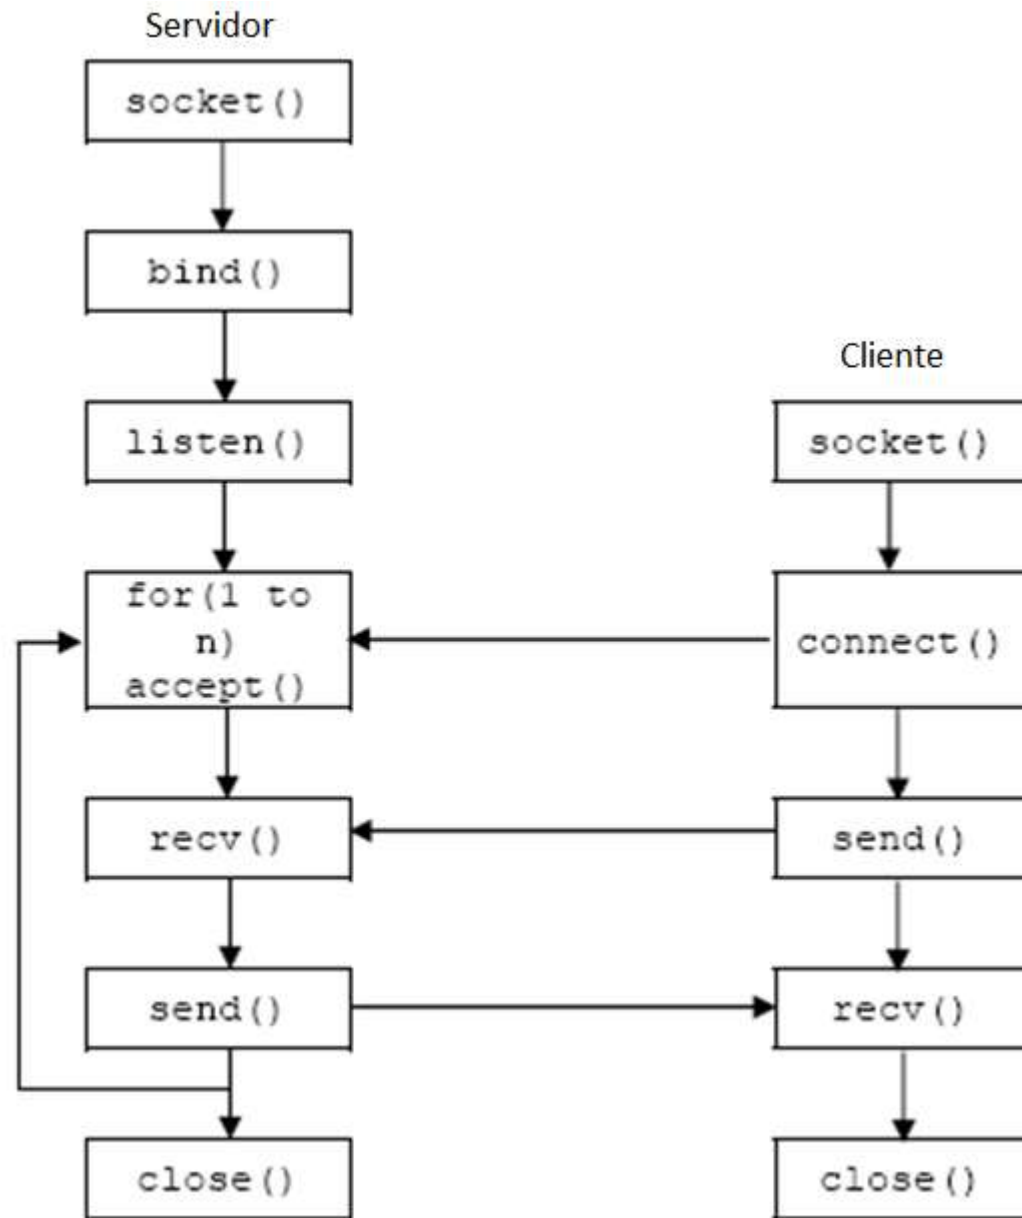 Servidor
socket()
bind()
listen()
for(1 to
n)
accept()
recv()
send()
close()
Cliente
socket()
connect()
send()
recv()
close()